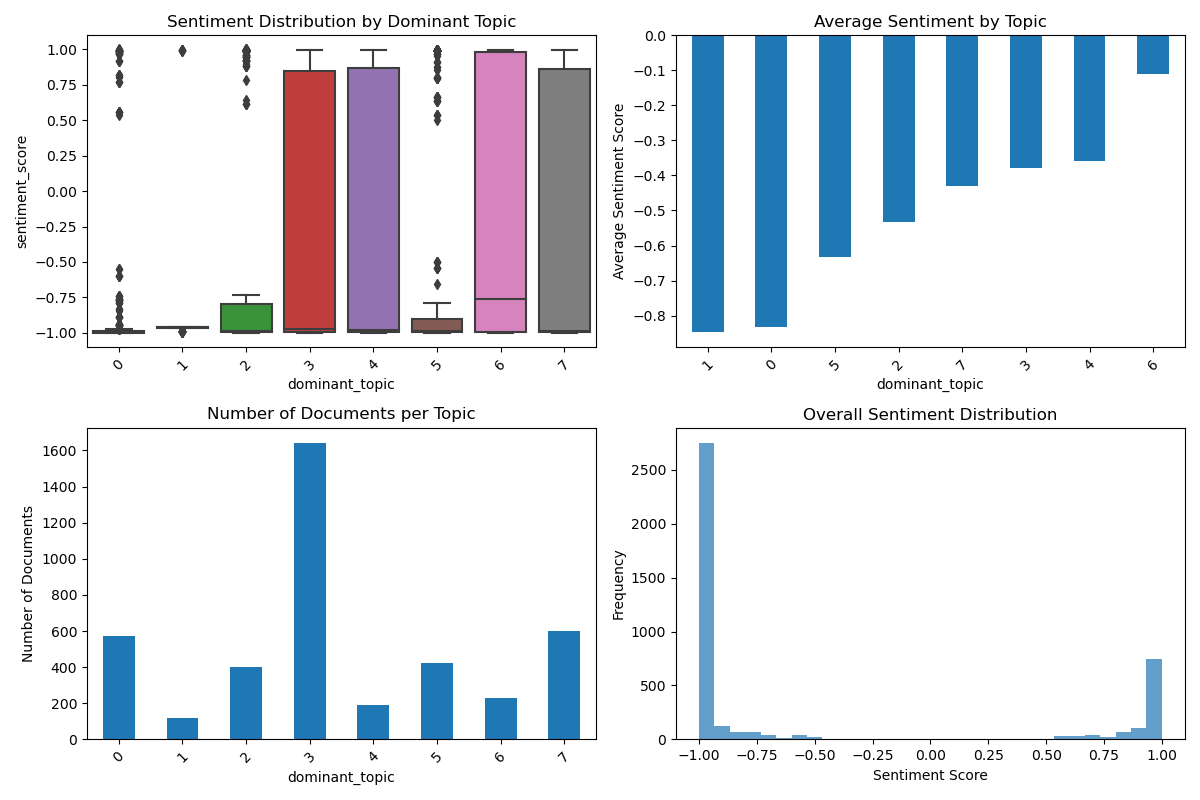 Sentiment Distribution by Dominant Topic
sentiment_score
1.00
0.75
0.50
0.25
0.00
−0.25
−0.50
−0.75
−1.00
0 1 2 3 4 5 6 7
dominant_topic
Average Sentiment by Topic
Average Sentiment Score
0.0
−0.1
−0.2
−0.3
−0.4
−0.5
−0.6
−0.7
−0.8
1 0 5 2 7 3 4 6
dominant_topic
Number of Documents per Topic
Number of Documents
1600
1400
1200
1000
800
600
400
200
0
0 1 2 3 4 5 6 7
dominant_topic
Overall Sentiment Distribution
Frequency
2500
2000
1500
1000
500
0
−1.00 −0.75 −0.50 −0.25 0.00 0.25 0.50 0.75 1.00
Sentiment Score